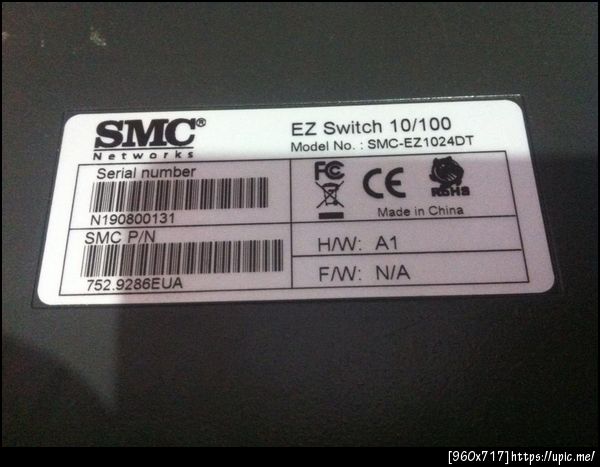 SMC®
Networks
EZ Switch 10/100
Model No. : SMC-EZ1024DT
Serial number
N190800131
FC
CE
RoHS
Made in China
SMC P/N
752.9286EUA
H/W: A1
F/W: N/A
[960x717]https://upic.me/